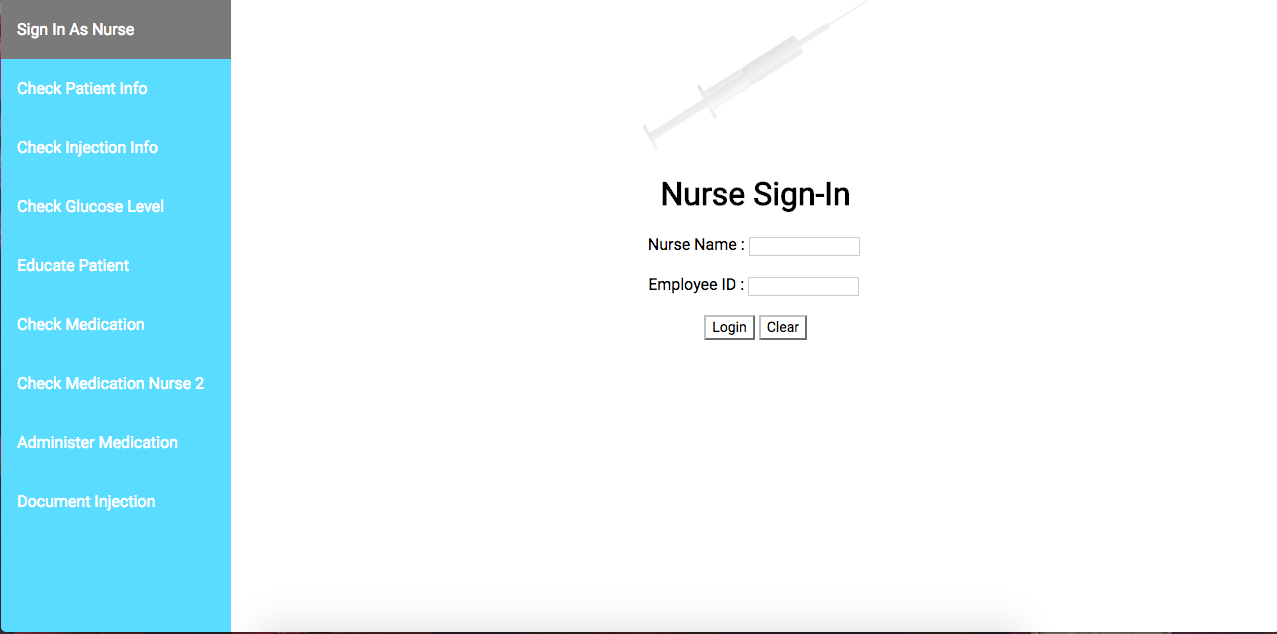 Sign In As Nurse
Check Patient Info
Check Injection Info
Check Glucose Level
Educate Patient
Check Medication
Check Medication Nurse 2
Administer Medication
Document Injection
Nurse Sign-In
Nurse Name :
Employee ID :
Login Clear